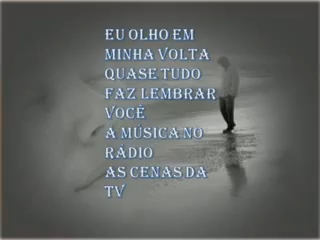 EU OLHO EM
MINHA VOLTA
QUASE TUDO
FAZ LEMBRAR
VOCÊ
A MÚSICA NO
RÁDIO
AS CENAS DA
TV